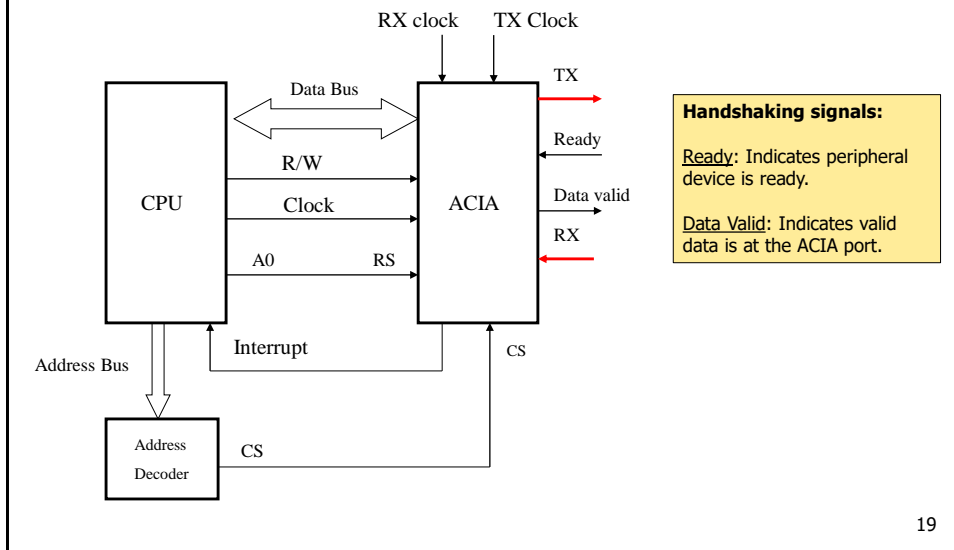 RX clock TX Clock
TX
Data Bus
Ready
R/W
CPU
Clock
ACIA
Data valid
RX
A0 RS
Interrupt
CS
Address Bus
Address
Decoder
CS
Handshaking signals:
Ready: Indicates peripheral
device is ready.
Data Valid: Indicates valid
data is at the ACIA port.
19